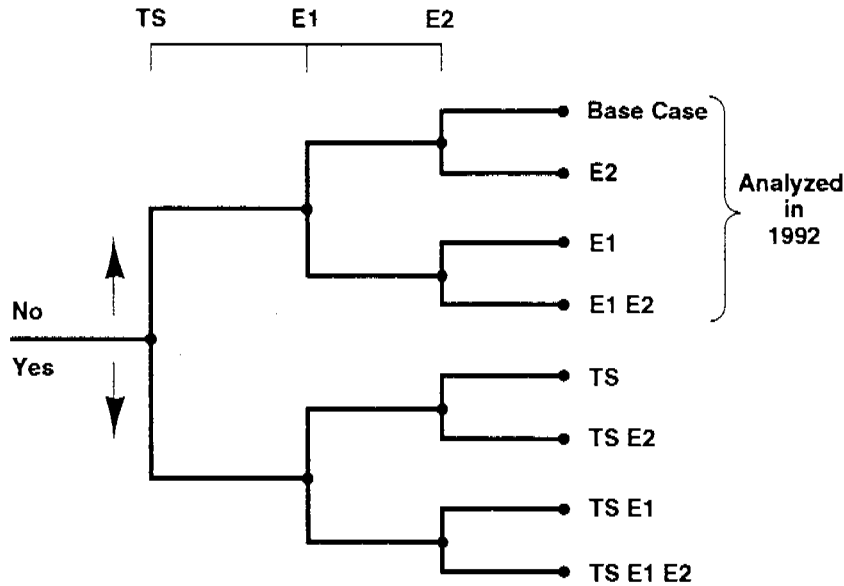 TS E1 E2
Base Case
E2
Analyzed
in
1992
E1
E1 E2
No
Yes
TS
TS E2
TS E1
TS E1 E2